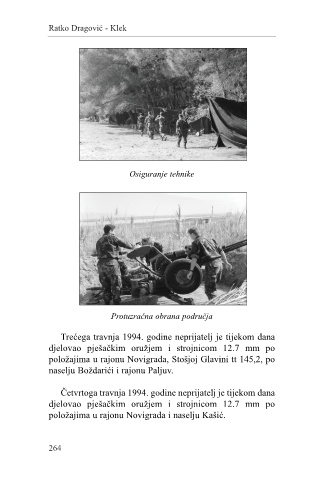 Ratko Dragović - Klek
Osiguranje tehnike
Protuzračna obrana područja
Trećega travnja 1994. godine neprijatelj je tijekom dana
djelovao pješačkim oružjem i strojnicom 12.7 mm po
položajima u rajonu Novigrada, Stošjoj Glavini tt 145,2, po
naselju Boždarići i rajonu Paljuv.
Četvrtoga travnja 1994. godine neprijatelj je tijekom dana
djelovao pješačkim oružjem i strojnicom 12.7 mm po
položajima u rajonu Novigrada i naselju Kašić.
264